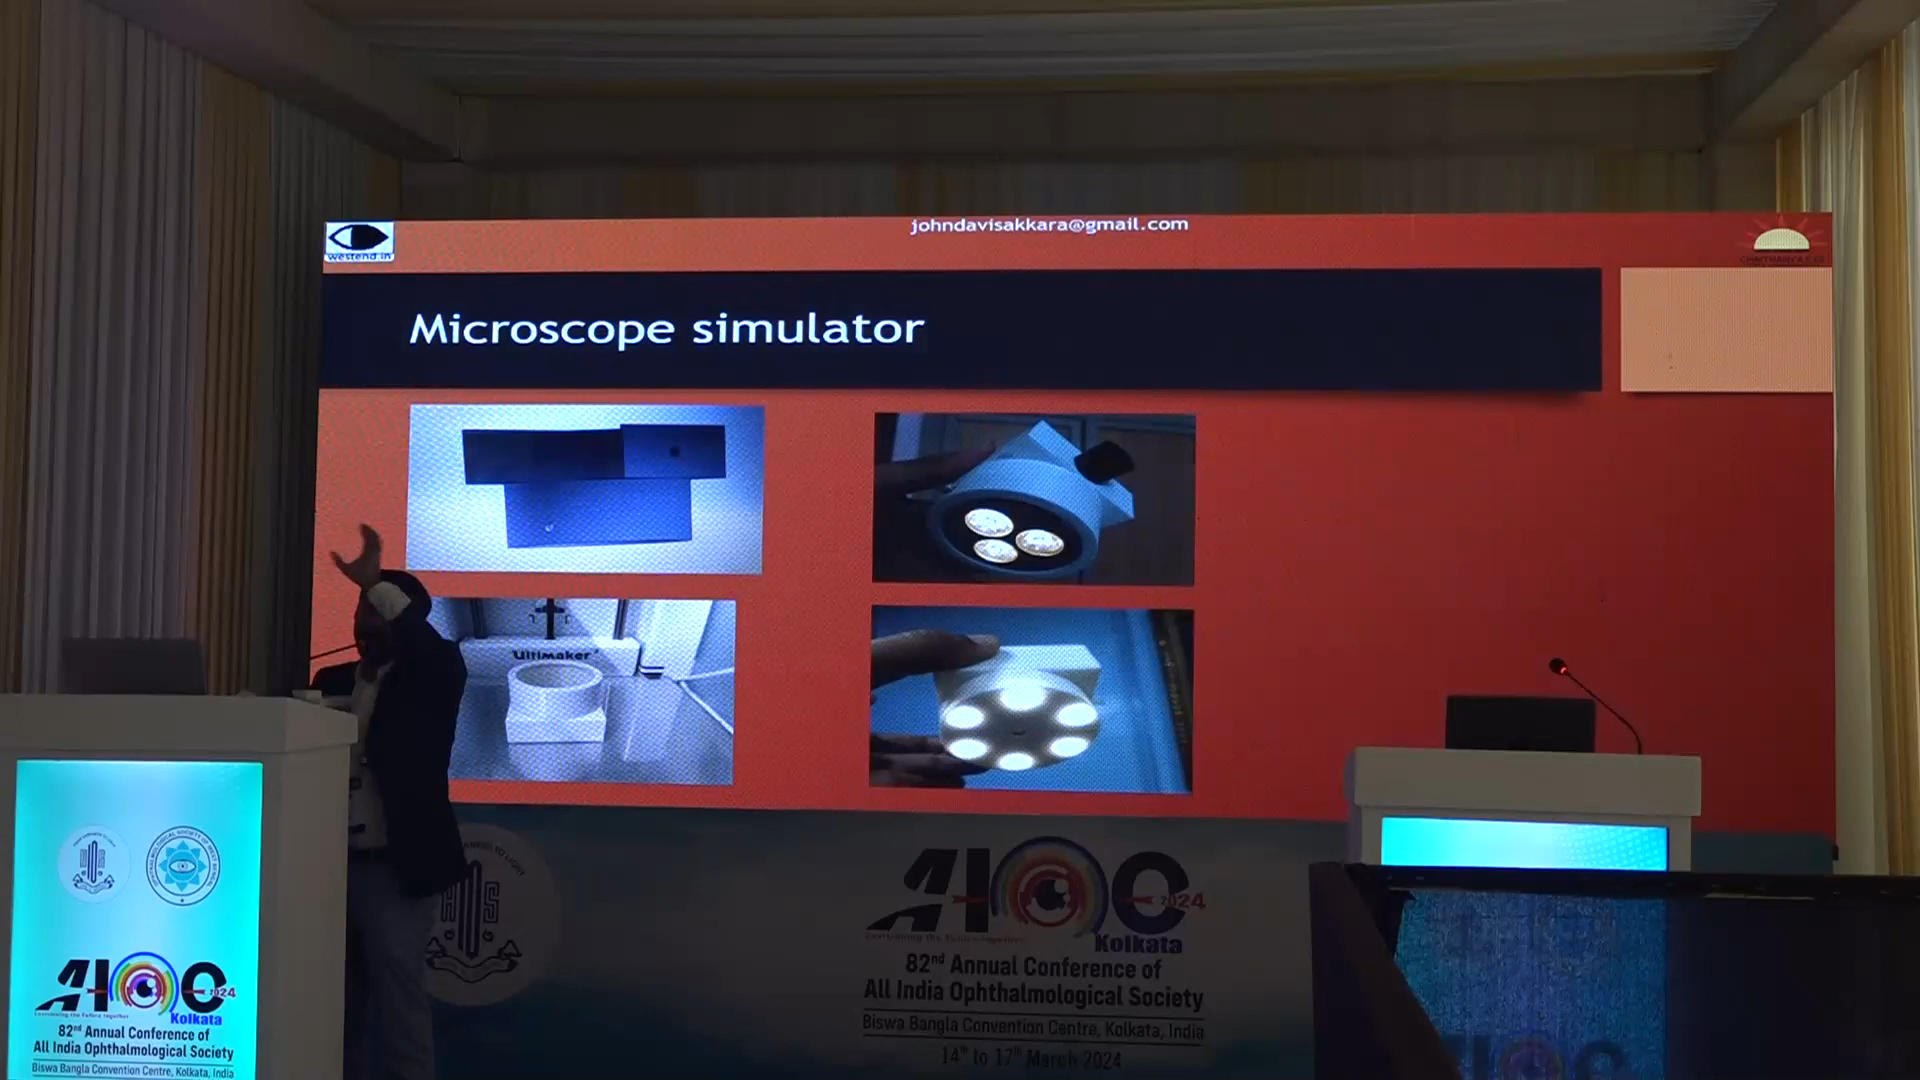 johndavisakkara@gmail.com
westend.in
Microscope simulator
Ultimaker
AIOC 2024
Kolkata
82nd Annual Conference of
All India Ophthalmological Society
Biswa Bangla Convention Centre, Kolkata, India
14th to 17th March 2024
AIOC 2024
Kolkata
82nd Annual Conference of
All India Ophthalmological Society
Biswa Bangla Convention Centre, Kolkata, India